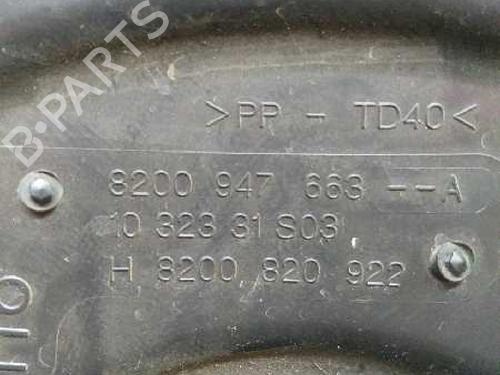 B-PARTS
>PP - TD40<
8200 947 663 --A
10 323 31 S03
H 8200 820 922